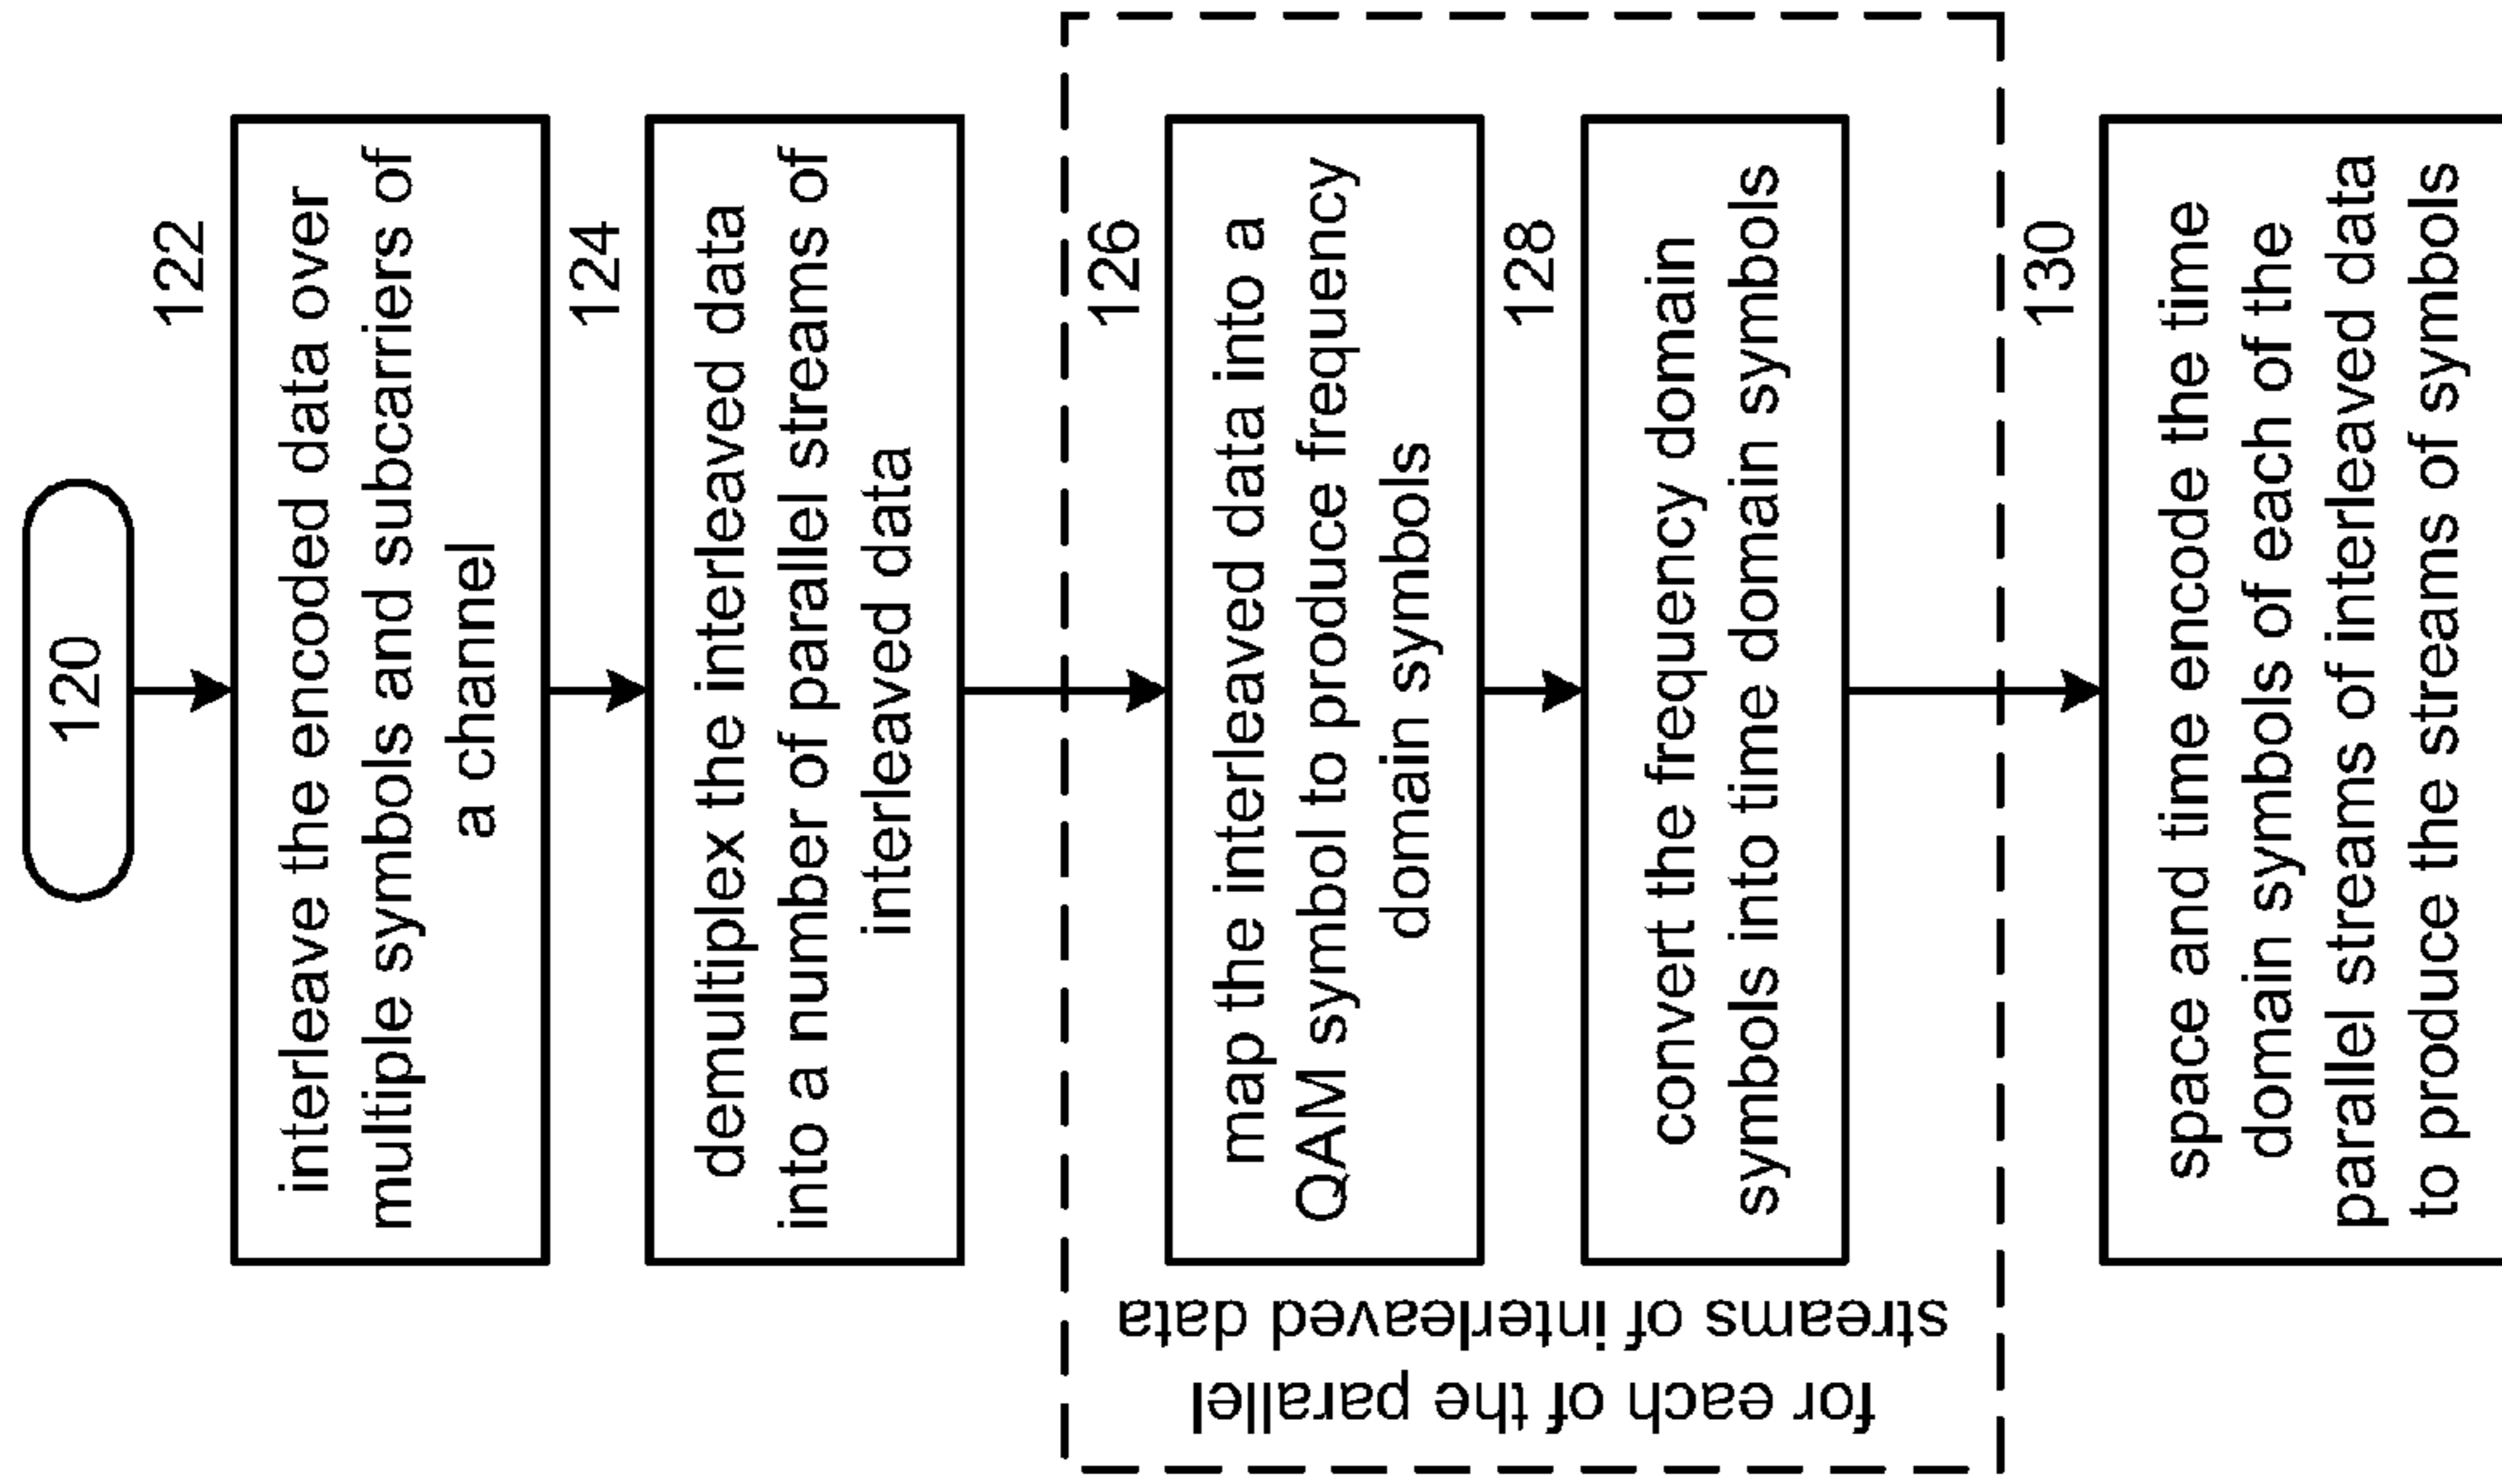 120
122
interleave the encoded data over
multiple symbols and subcarriers of
a channel
124
demultiplex the interleaved data
into a number of parallel streams of
interleaved data
for each of the parallel
streams of interleaved data
126
map the interleaved data into a
QAM symbol to produce frequency
domain symbols
128
convert the frequency domain
symbols into time domain symbols
130
space and time encode the time
domain symbols of each of the
parallel streams of interleaved data
to produce the streams of symbols